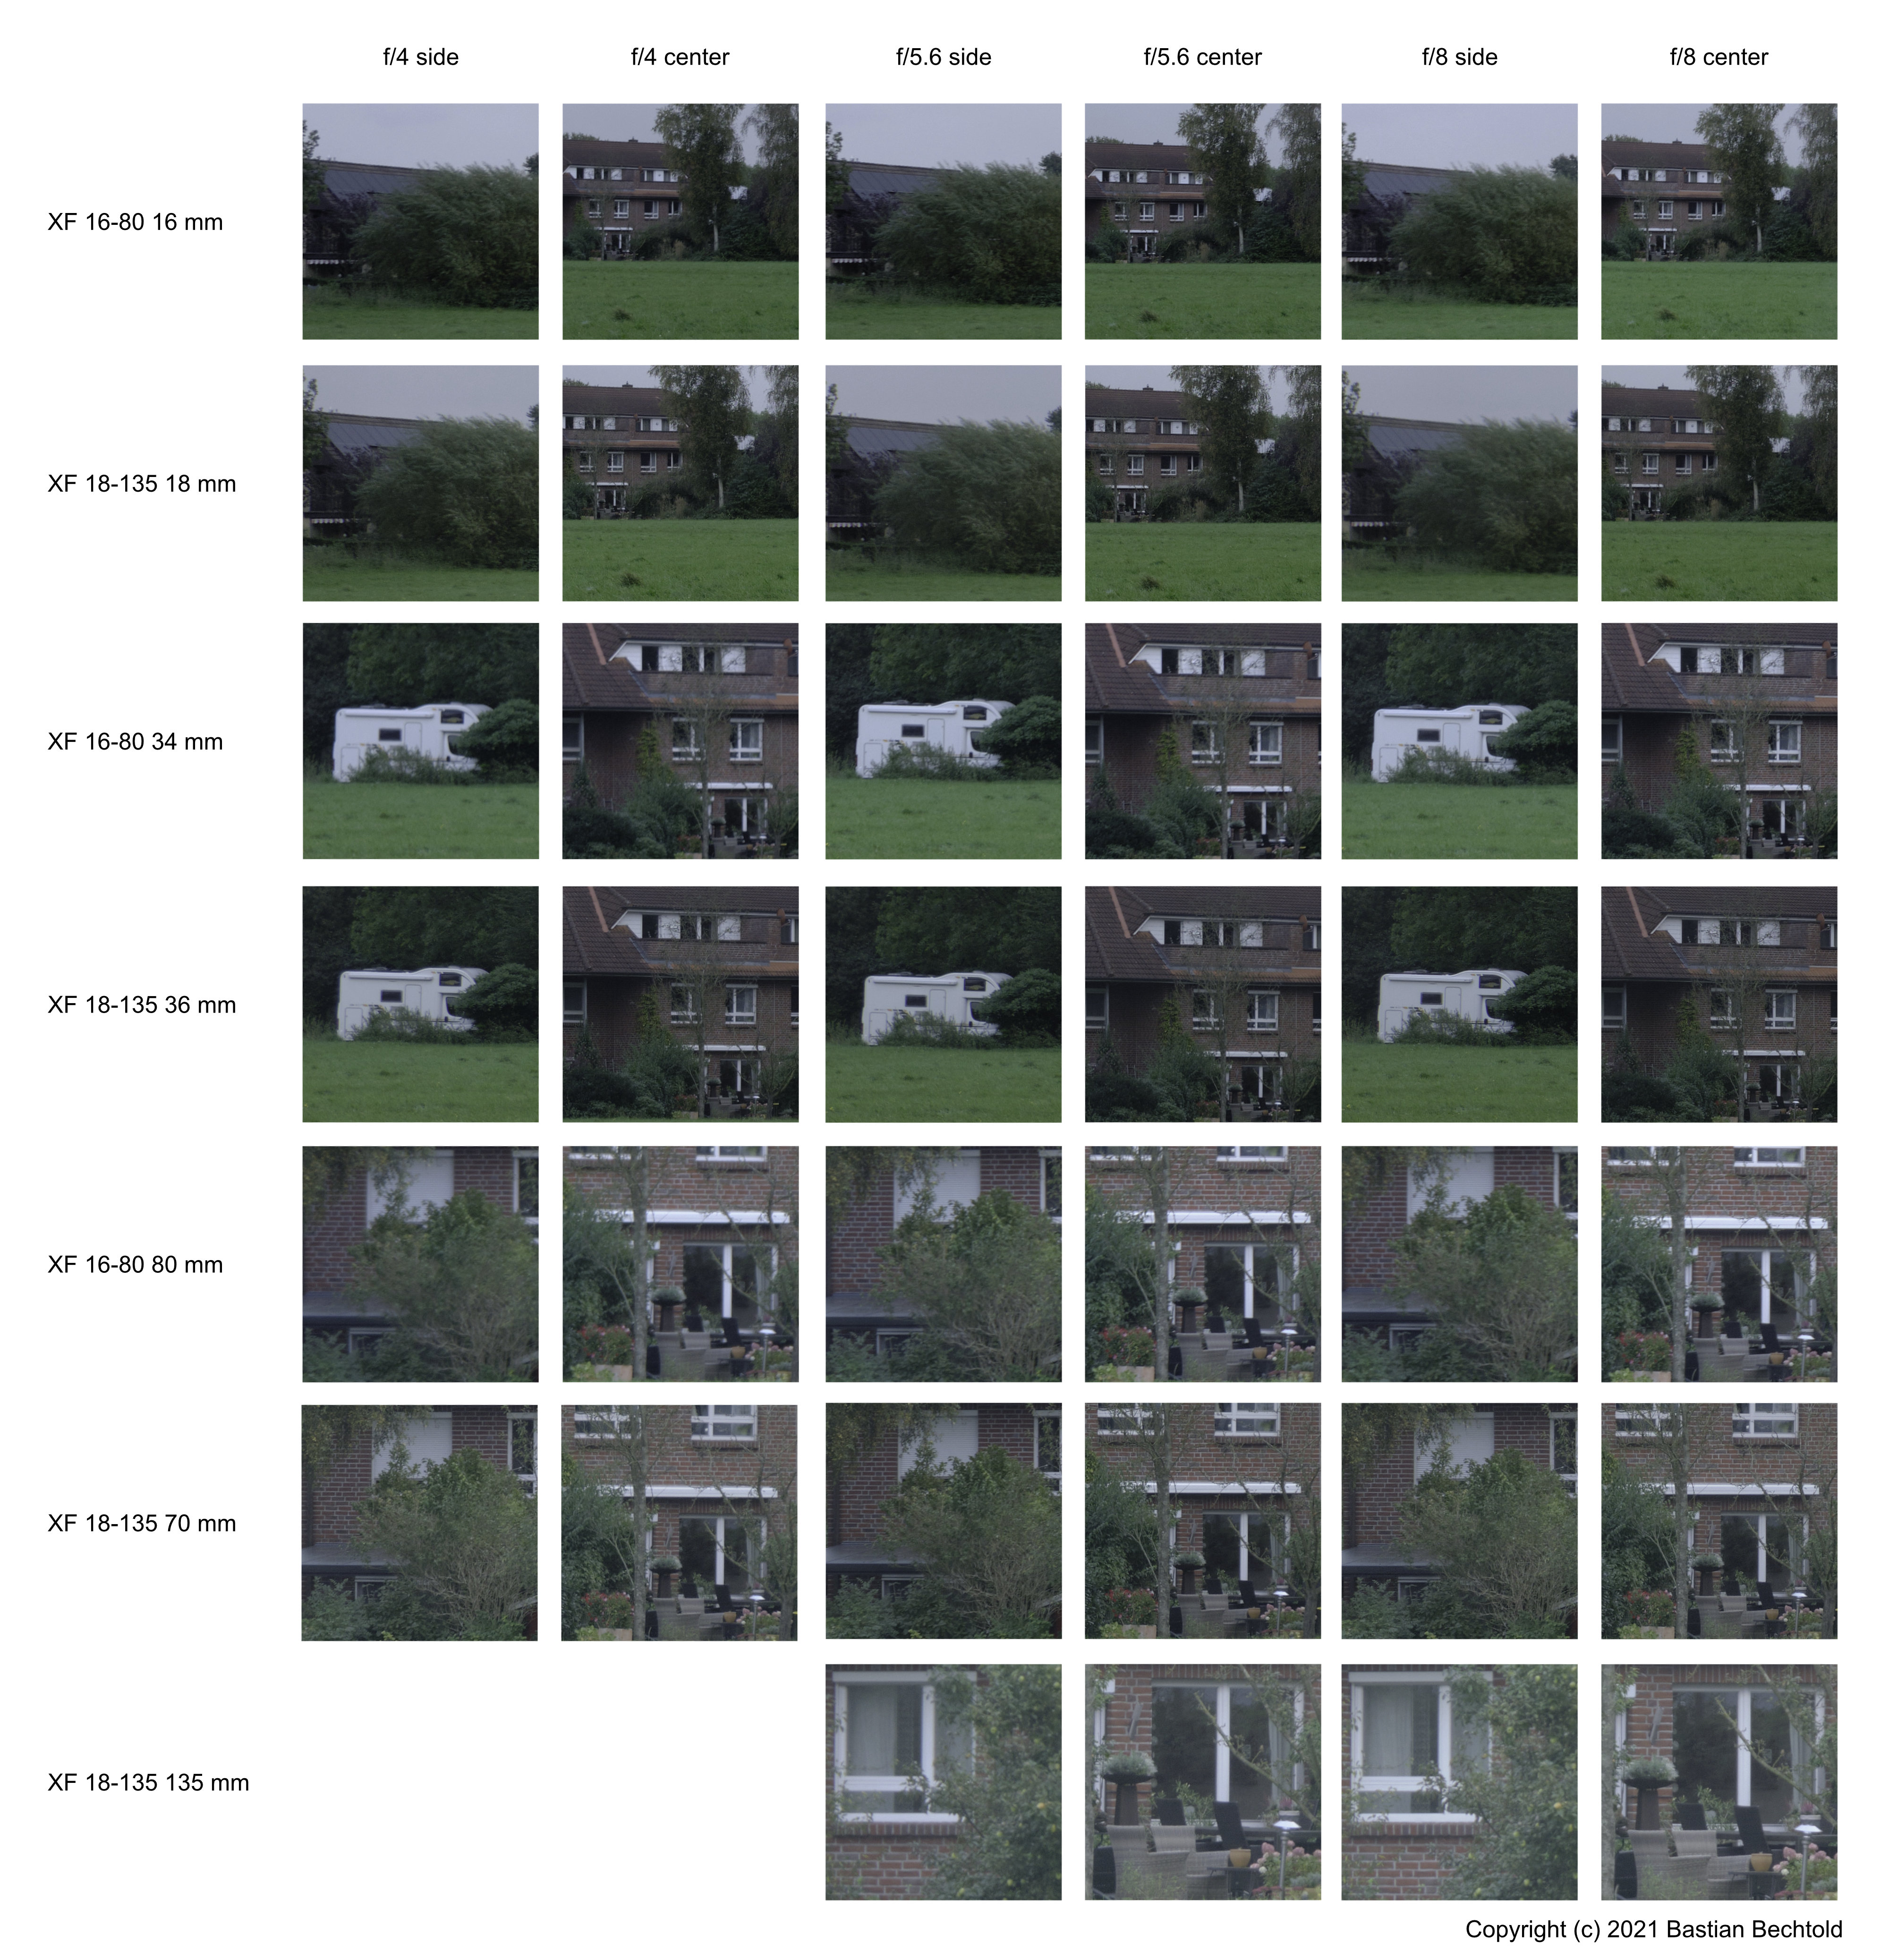 f/4 side f/4 center f/5.6 side f/5.6 center f/8 side f/8 center
XF 16-80 16 mm
XF 18-135 18 mm
XF 16-80 34 mm
XF 18-135 36 mm
XF 16-80 80 mm
XF 18-135 70 mm
XF 18-135 135 mm
Copyright (c) 2021 Bastian Bechtold